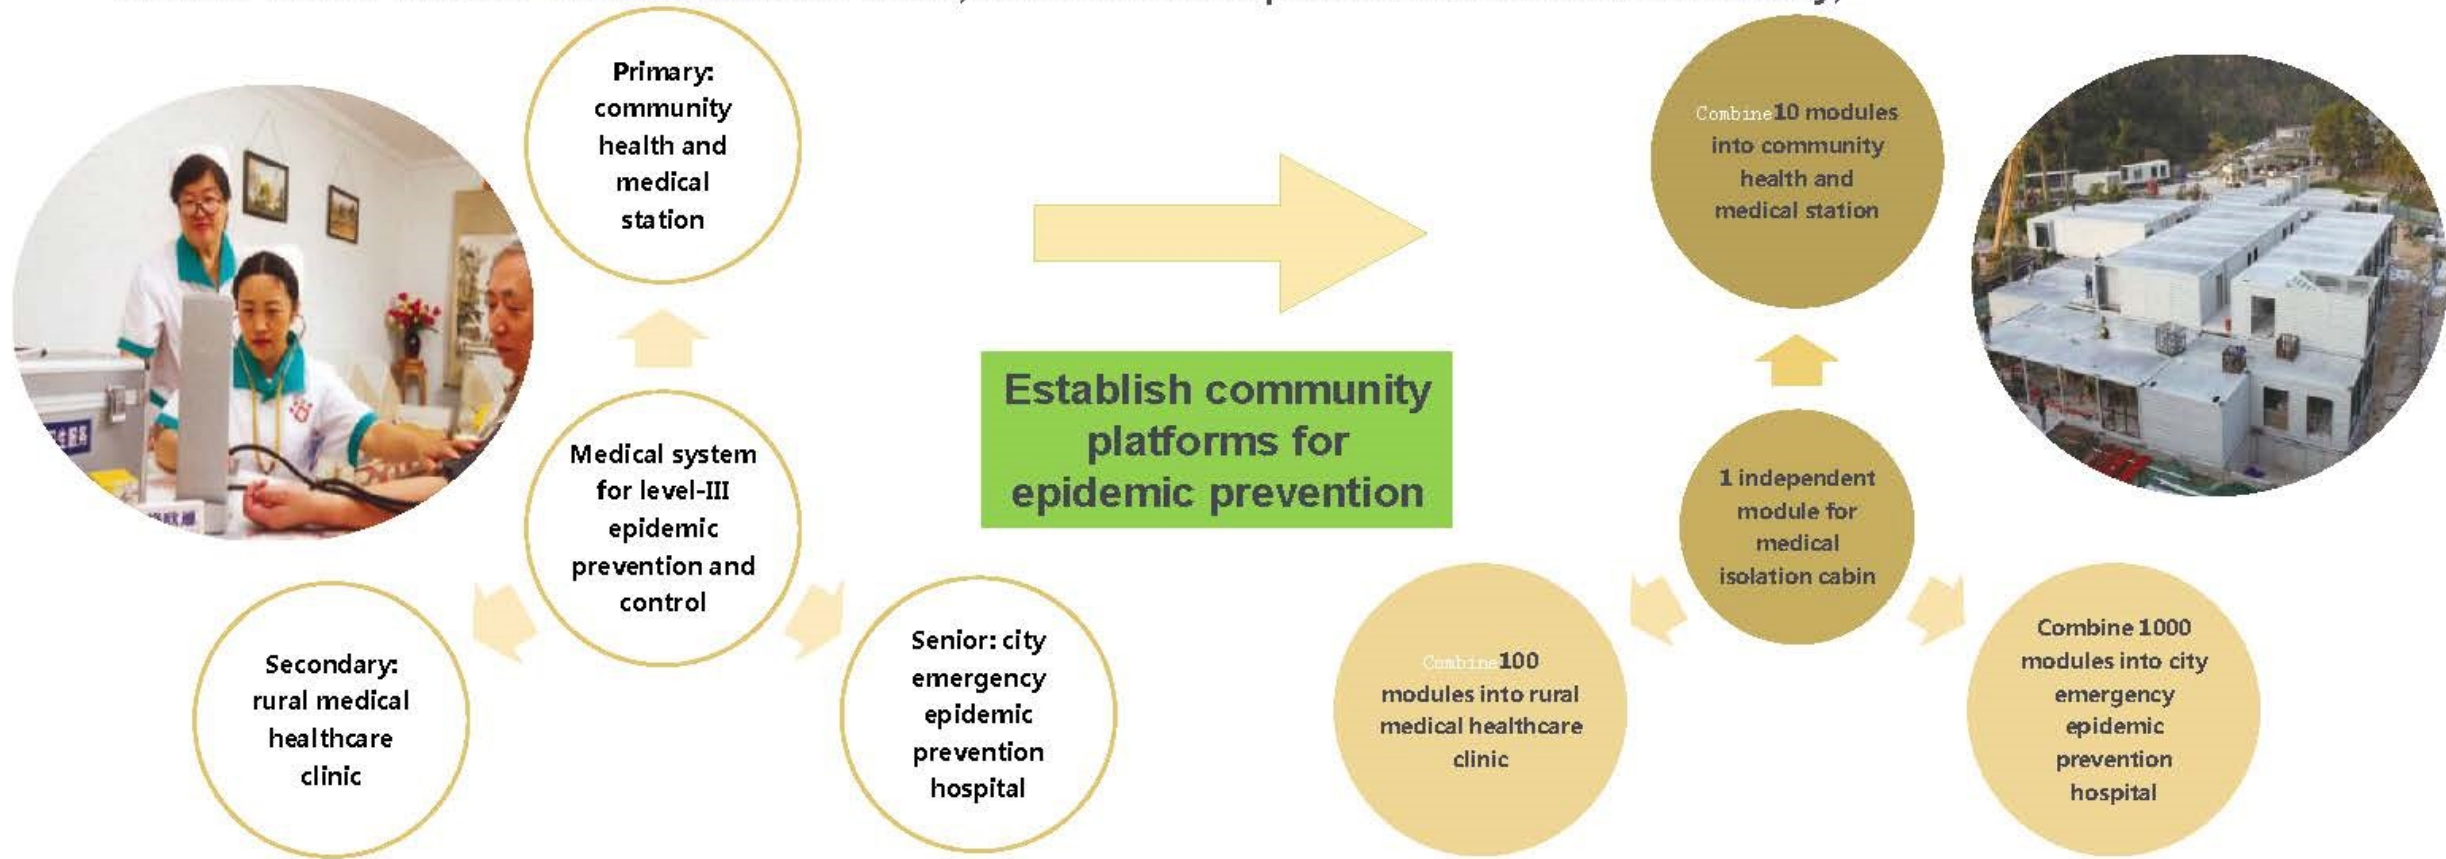 Primary:
community
health and
medical
station
Medical system
for level-III
epidemic
prevention and
control
Secondary:
rural medical
healthcare
clinic
Senior: city
emergency
epidemic
prevention
hospital
Establish community
platforms for
epidemic prevention
Combine10 modules
into community
health and
medical station
1 independent
module for
medical
isolation cabin
Combine100
modules into rural
medical healthcare
clinic
Combine 1000
modules into city
emergency
epidemic
prevention
hospital